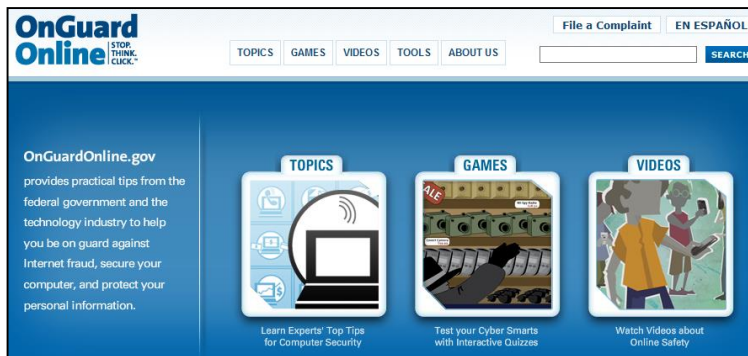 OnGuard
Online
STOP.
THINK.
CLICK.™
File a Complaint
EN ESPAÑOL
TOPICS
GAMES
VIDEOS
TOOLS
ABOUT US
SEARCH
OnGuardOnline.gov
provides practical tips from the
federal government and the
technology industry to help
you be on guard against
Internet fraud, secure your
computer, and protect your
personal information.
TOPICS
Learn Experts' Top Tips
for Computer Security
GAMES
SALE
Test your Cyber Smarts
with Interactive Quizzes
VIDEOS
Watch Videos about
Online Safety